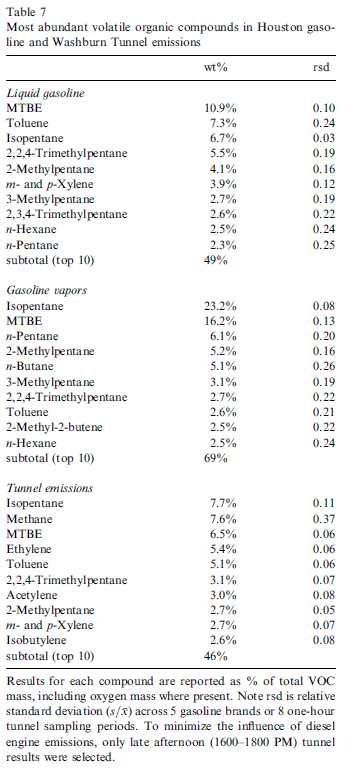 Table 7
Most abundant volatile organic compounds in Houston gaso-
line and Washburn Tunnel emissions
wt% rsd
Liquid gasoline
MTBE 10.9% 0.10
Toluene 7.3% 0.24
Isopentane 6.7% 0.03
2,2,4-Trimethylpentane 5.5% 0.19
2-Methylpentane 4.1% 0.16
m- and p-Xylene 3.9% 0.12
3-Methylpentane 2.7% 0.19
2,3,4-Trimethylpentane 2.6% 0.22
n-Hexane 2.5% 0.24
n-Pentane 2.3% 0.25
subtotal (top 10) 49%
Gasoline vapors
Isopentane 23.2% 0.08
MTBE 16.2% 0.13
n-Pentane 6.1% 0.20
2-Methylpentane 5.2% 0.16
n-Butane 5.1% 0.26
3-Methylpentane 3.1% 0.19
2,2,4-Trimethylpentane 2.7% 0.22
Toluene 2.6% 0.21
2-Methyl-2-butene 2.5% 0.22
n-Hexane 2.5% 0.24
subtotal (top 10) 69%
Tunnel emissions
Isopentane 7.7% 0.11
Methane 7.6% 0.37
MTBE 6.5% 0.06
Ethylene 5.4% 0.06
Toluene 5.1% 0.06
2,2,4-Trimethylpentane 3.1% 0.07
Acetylene 3.0% 0.08
2-Methylpentane 2.7% 0.05
m- and p-Xylene 2.7% 0.07
Isobutylene 2.6% 0.08
subtotal (top 10) 46%
Results for each compound are reported as % of total VOC
mass, including oxygen mass where present. Note rsd is relative
standard deviation (s/x̄) across 5 gasoline brands or 8 one-hour
tunnel sampling periods. To minimize the influence of diesel
engine emissions, only late afternoon (1600–1800 PM) tunnel
results were selected.